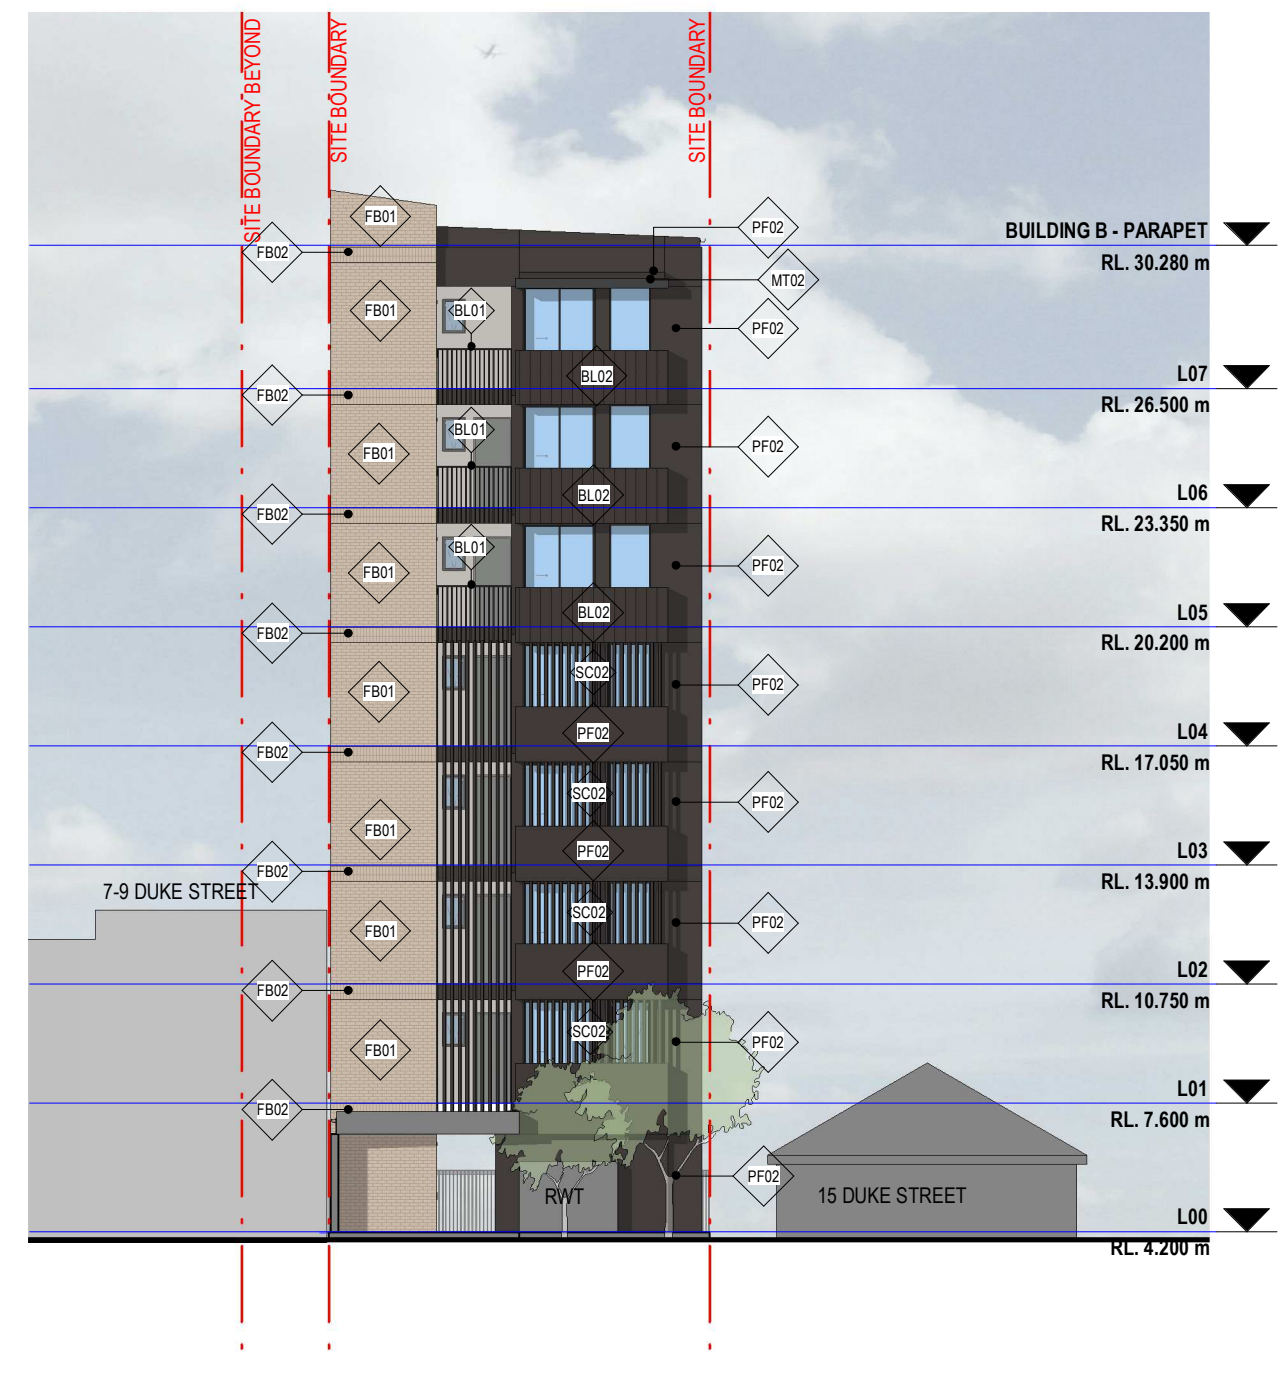 SITE BOUNDARY BEYOND
SITE BOUNDARY
SITE BOUNDARY
FB01
PF02
BUILDING B - PARAPET
FB02
RL. 30.280 m
MT02
FB01
BL01
PF02
BL02
L07
FB02
RL. 26.500 m
BL01
FB01
PF02
BL02
L06
FB02
RL. 23.350 m
BL01
FB01
PF02
BL02
L05
FB02
RL. 20.200 m
SC02
FB01
PF02
PF02
L04
FB02
RL. 17.050 m
SC02
PF02
FB01
PF02
L03
FB02
RL. 13.900 m
7-9 DUKE STREET
SC02
PF02
FB01
PF02
L02
FB02
RL. 10.750 m
SC02
PF02
FB01
L01
FB02
RL. 7.600 m
PF02
RWT
15 DUKE STREET
L00
RL. 4.200 m